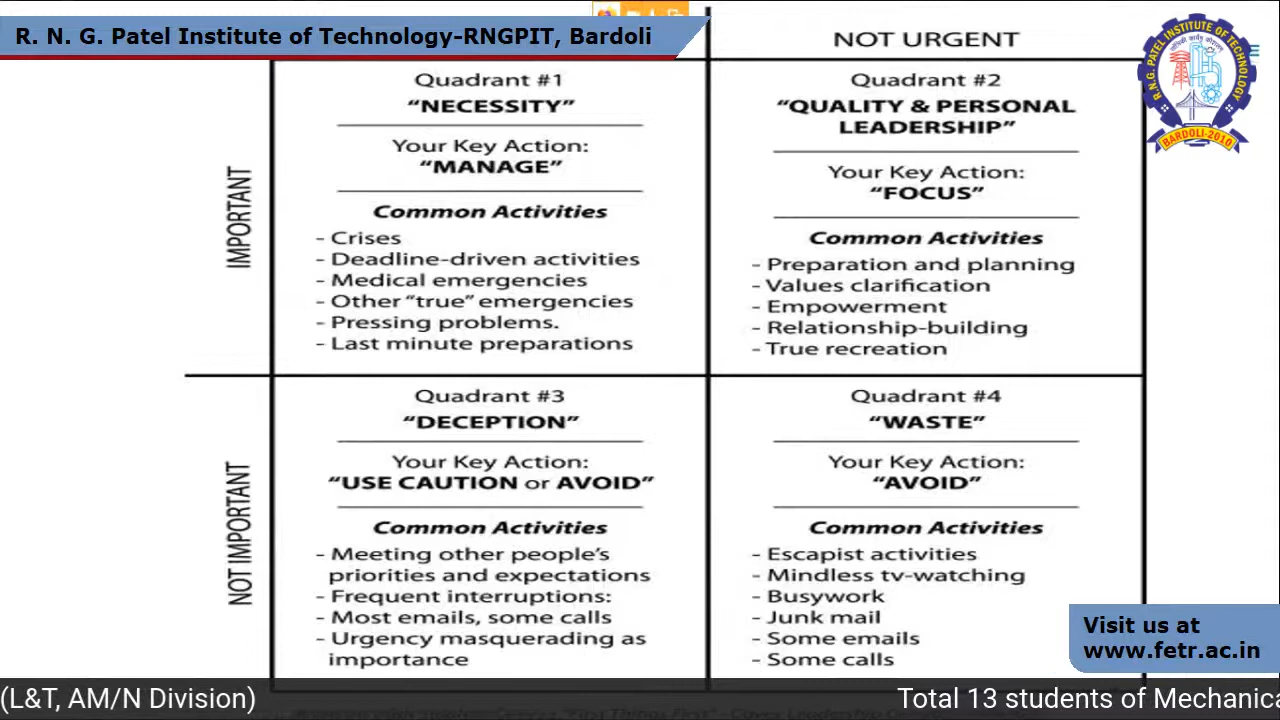 R. N. G. Patel Institute of Technology-RNGPIT, Bardoli
NOT URGENT
R.N.G. PATEL INSTITUTE OF TECHNOLOGY
BARDOLI-2010
IMPORTANT
Quadrant #1
“NECESSITY”
Your Key Action:
“MANAGE”
Common Activities
- Crises
- Deadline-driven activities
- Medical emergencies
- Other “true” emergencies
- Pressing problems.
- Last minute preparations
Quadrant #2
“QUALITY & PERSONAL
LEADERSHIP”
Your Key Action:
“FOCUS”
Common Activities
- Preparation and planning
- Values clarification
- Empowerment
- Relationship-building
- True recreation
NOT IMPORTANT
Quadrant #3
“DECEPTION”
Your Key Action:
“USE CAUTION or AVOID”
Common Activities
- Meeting other people’s
priorities and expectations
- Frequent interruptions:
- Most emails, some calls
- Urgency masquerading as
importance
Quadrant #4
“WASTE”
Your Key Action:
“AVOID”
Common Activities
- Escapist activities
- Mindless tv-watching
- Busywork
- Junk mail
- Some emails
- Some calls
Visit us at
www.fetr.ac.in
(L&T, AM/N Division) Total 13 students of Mechanica